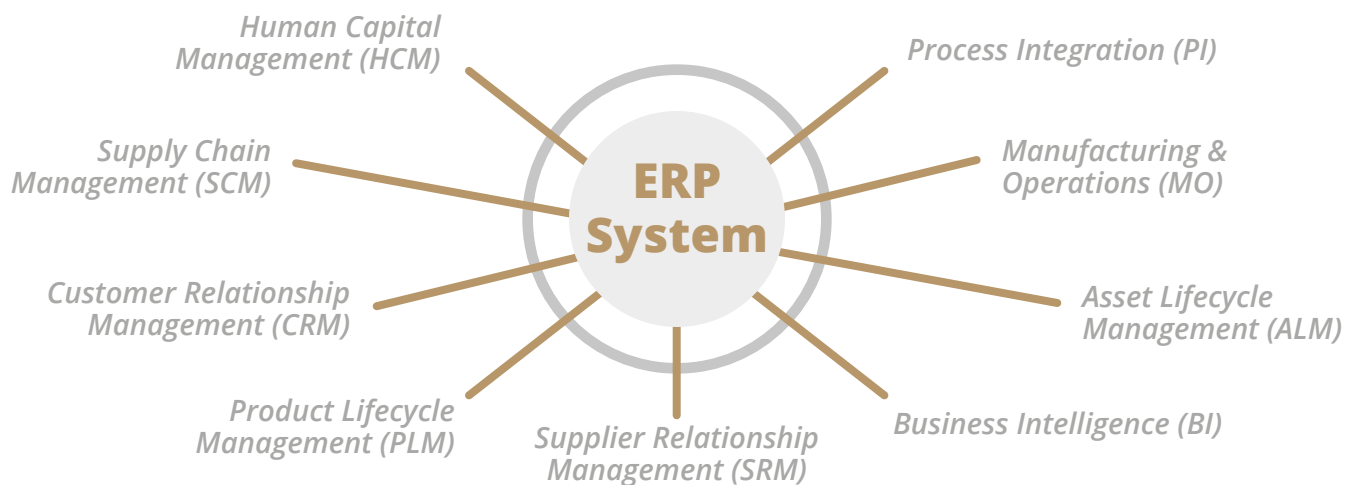 Human Capital
Management (HCM)
Process Integration (PI)
Supply Chain
Management (SCM)
Manufacturing &
Operations (MO)
ERP
System
Customer Relationship
Management (CRM)
Asset Lifecycle
Management (ALM)
Product Lifecycle
Management (PLM)
Supplier Relationship
Management (SRM)
Business Intelligence (BI)